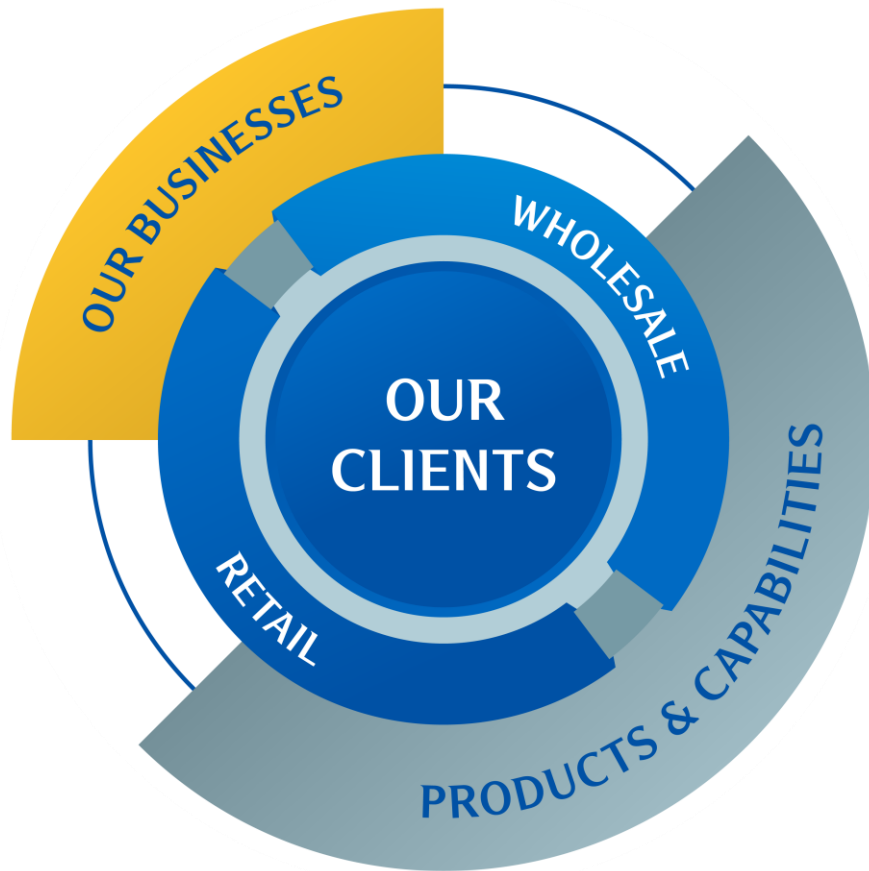 OUR BUSINESSES
WHOLESALE
OUR
CLIENTS
RETAIL
PRODUCTS & CAPABILITIES